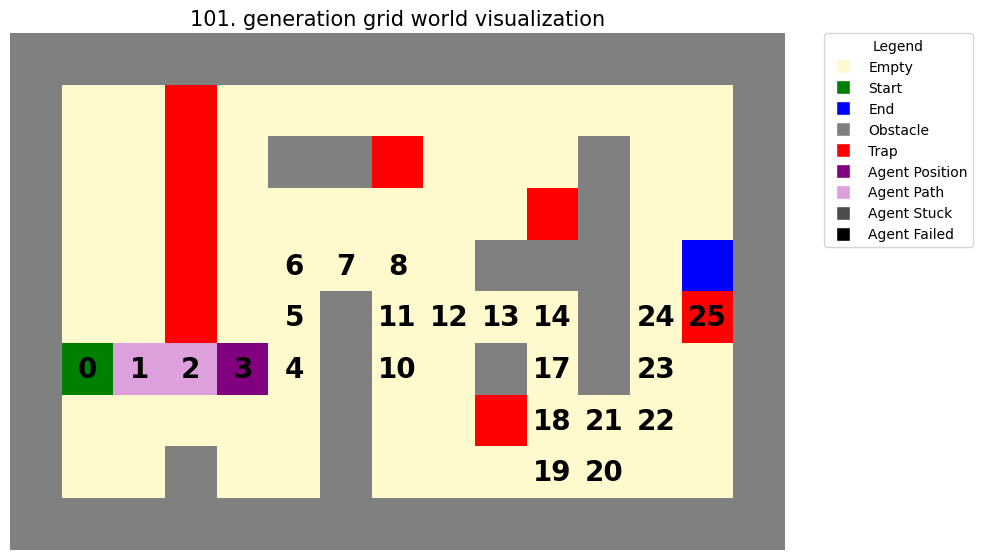 101. generation grid world visualization
Legend
Empty
Start
End
Obstacle
Trap
Agent Position
Agent Path
Agent Stuck
Agent Failed
6 7 8
5 11 12 13 14 24 25
0 1 2 3 4 10 17 23
18 21 22
19 20